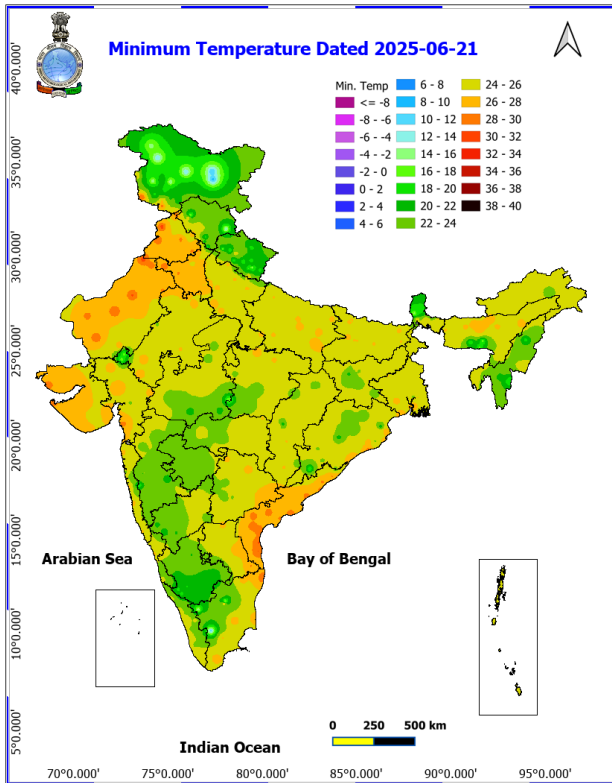 Minimum Temperature Dated 2025-06-21
Min. Temp
<= -8
-8 - -6
-6 - -4
-4 - -2
-2 - 0
0 - 2
2 - 4
4 - 6
6 - 8
8 - 10
10 - 12
12 - 14
14 - 16
16 - 18
18 - 20
20 - 22
22 - 24
24 - 26
26 - 28
28 - 30
30 - 32
32 - 34
34 - 36
36 - 38
38 - 40
40°0.000'
35°0.000'
30°0.000'
25°0.000'
20°0.000'
15°0.000'
10°0.000'
5°0.000'
Arabian Sea
Bay of Bengal
Indian Ocean
0 250 500 km
70°0.000' 75°0.000' 80°0.000' 85°0.000' 90°0.000' 95°0.000'